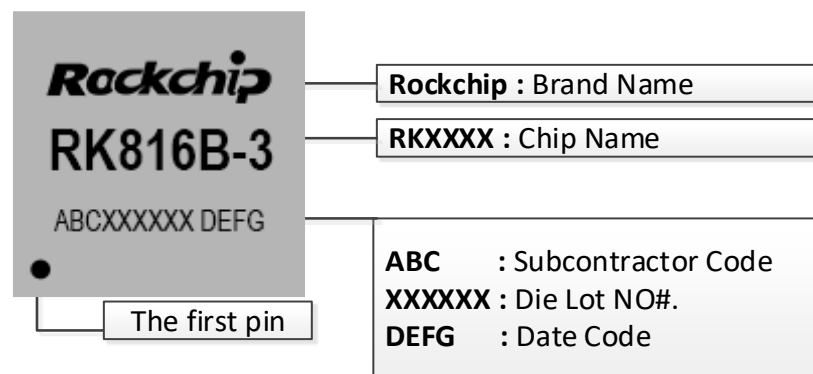 Rockchip
RK816B-3
ABCXXXXXX DEFG
The first pin
Rockchip : Brand Name
RKXXXX : Chip Name
ABC : Subcontractor Code
XXXXXX : Die Lot NO#.
DEFG : Date Code